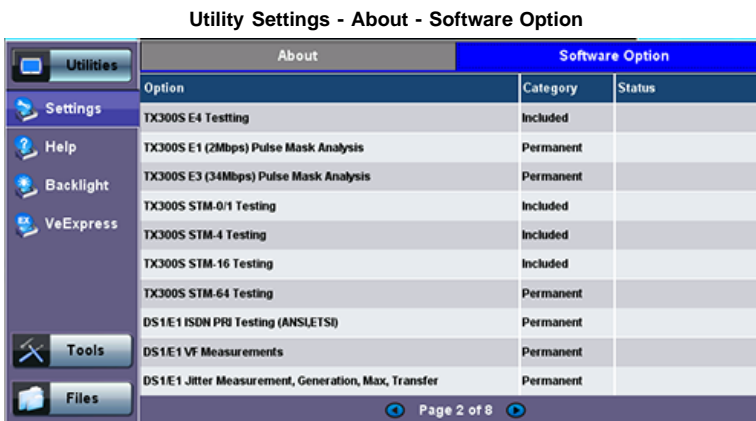 Utility Settings - About - Software Option
Utilities
About
Software Option
Option Category Status
Settings
TX300S E4 Testting Included
Help
TX300S E1 (2Mbps) Pulse Mask Analysis Permanent
TX300S E3 (34Mbps) Pulse Mask Analysis Permanent
Backlight
TX300S STM-0/1 Testing Included
EX VeExpress
TX300S STM-4 Testing Included
TX300S STM-16 Testing Included
TX300S STM-64 Testing Permanent
DS1/E1 ISDN PRI Testing (ANSI,ETSI) Permanent
Tools
DS1/E1 VF Measurements Permanent
DS1/E1 Jitter Measurement, Generation, Max, Transfer Permanent
Files
Page 2 of 8